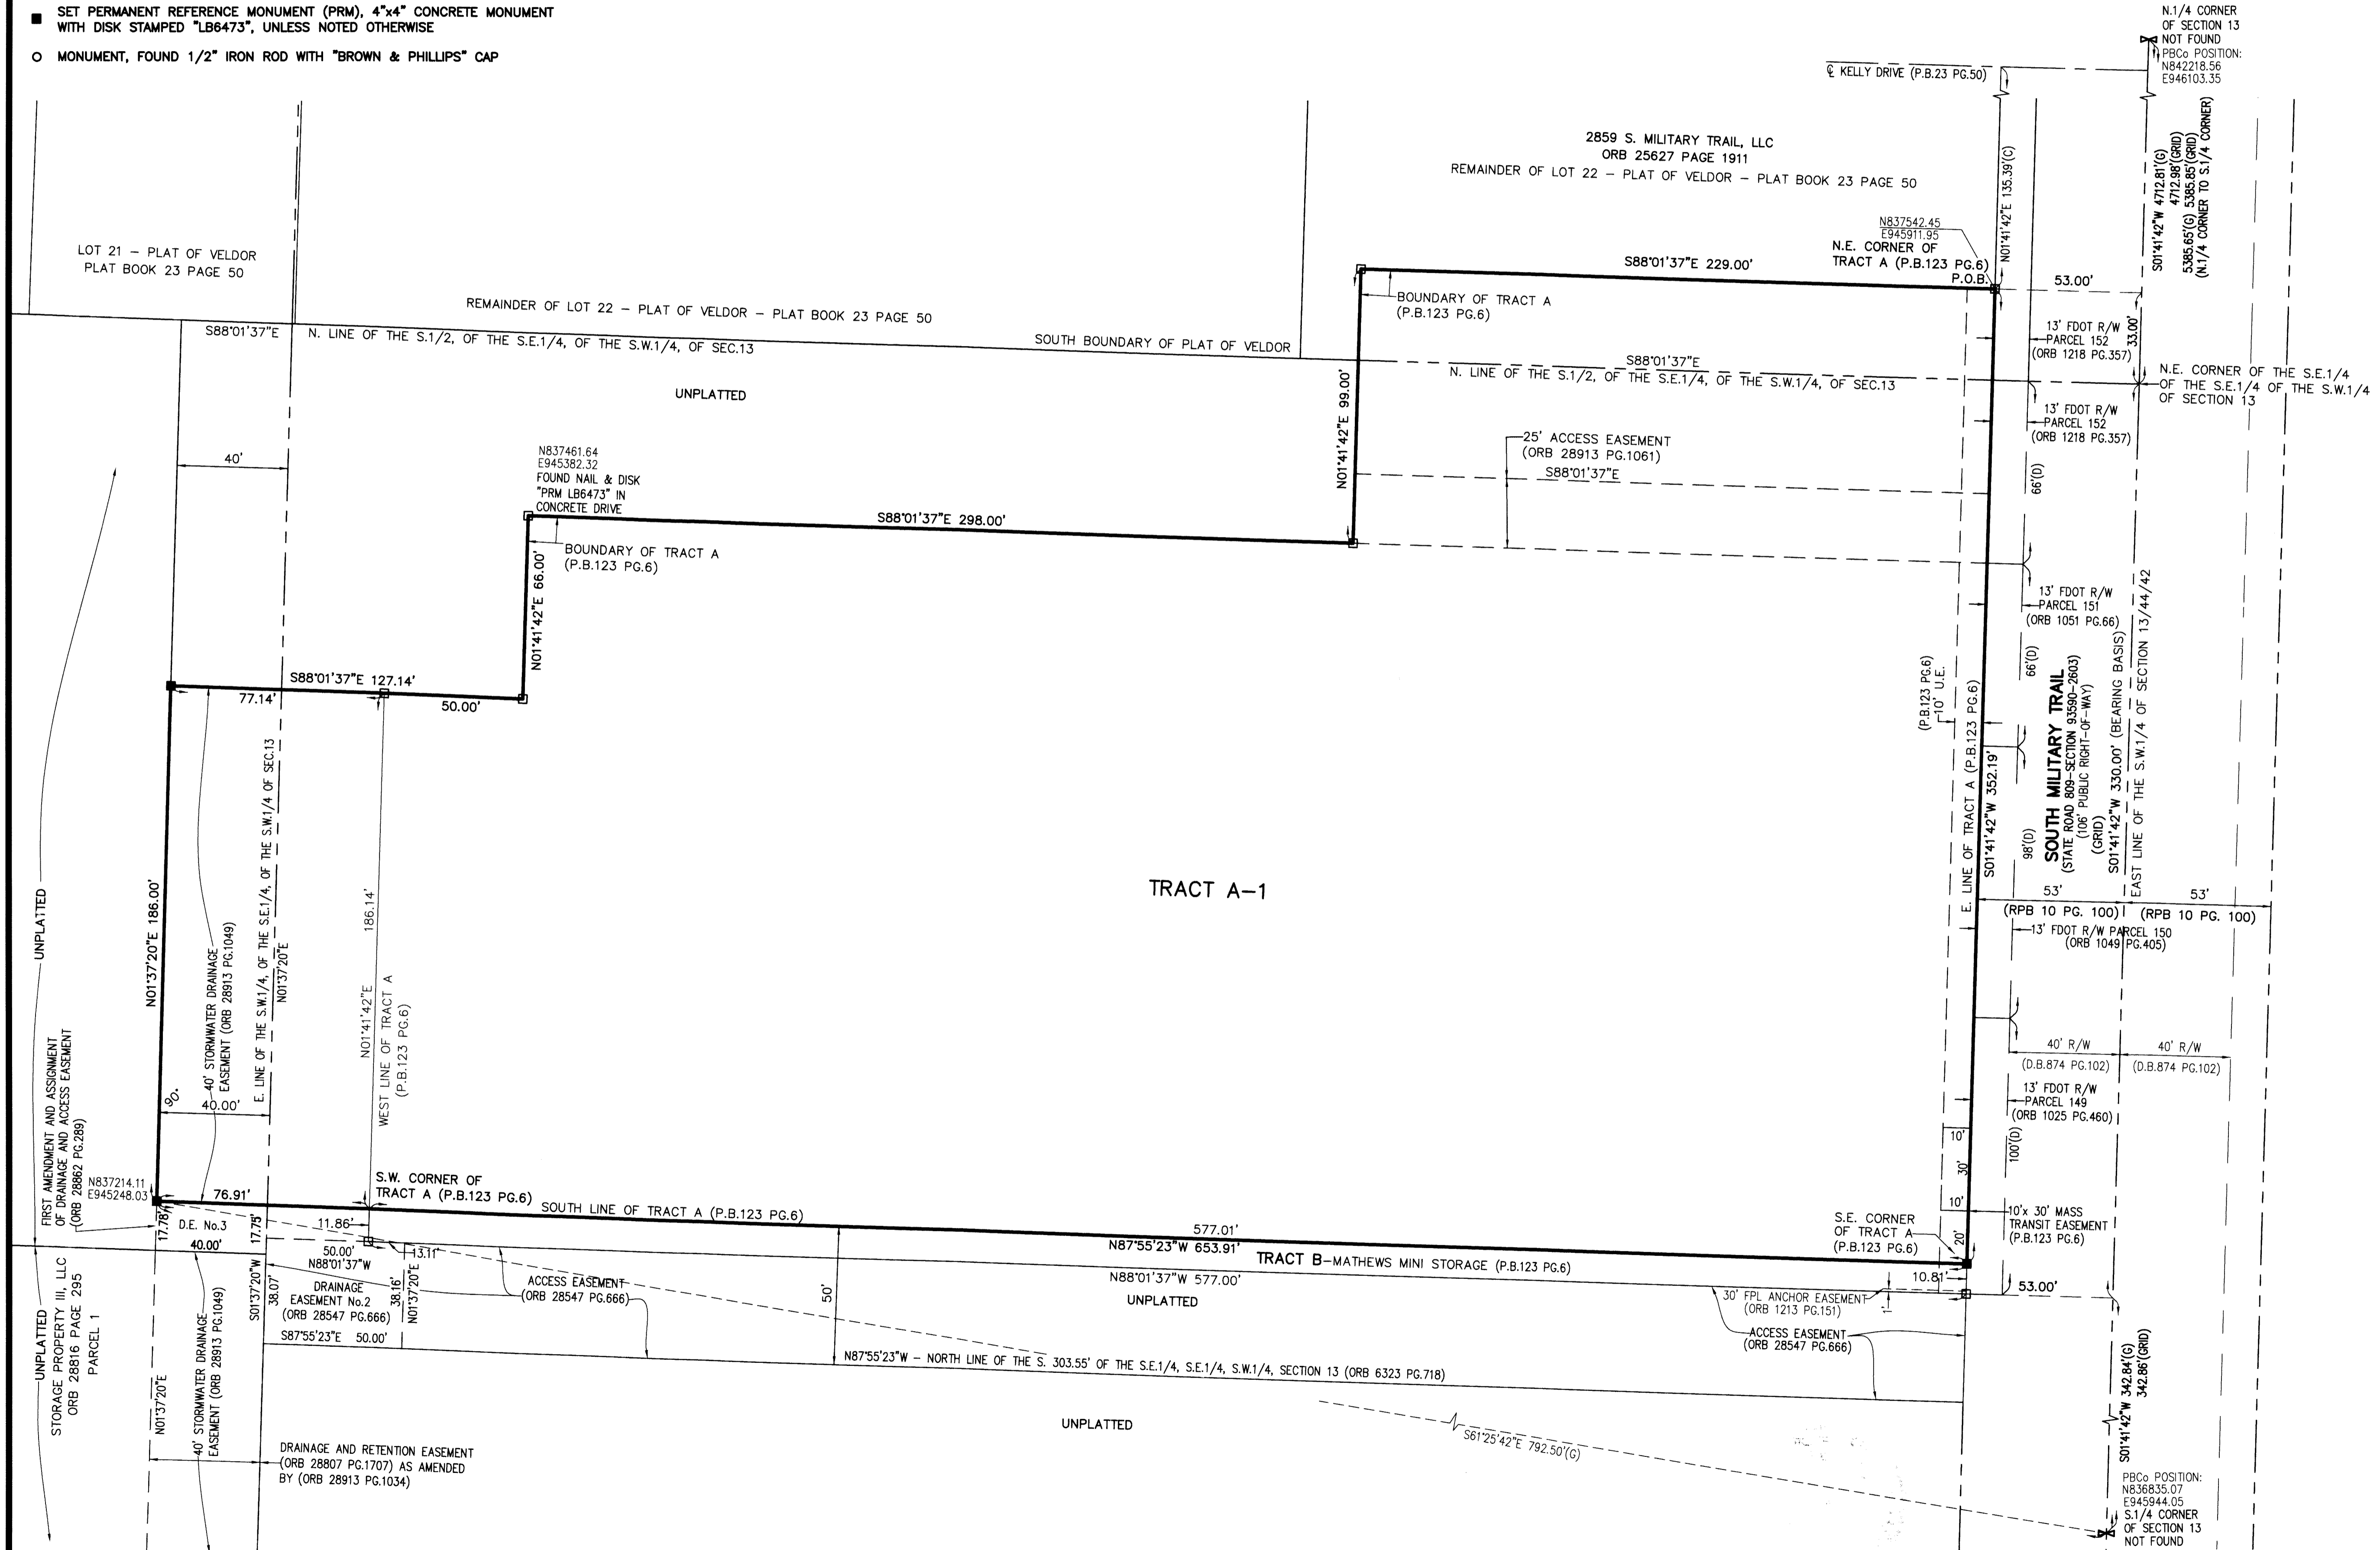 SET PERMANENT REFERENCE MONUMENT (PRM), 4"x4" CONCRETE MONUMENT
WITH DISK STAMPED "LB6473", UNLESS NOTED OTHERWISE
MONUMENT, FOUND 1/2" IRON ROD WITH "BROWN & PHILLIPS" CAP
N.1/4 CORNER
OF SECTION 13
NOT FOUND
PBCo POSITION:
N842218.56
E946103.35
℄ KELLY DRIVE (P.B.23 PG.50)
2859 S. MILITARY TRAIL, LLC
ORB 25627 PAGE 1911
REMAINDER OF LOT 22 – PLAT OF VELDOR – PLAT BOOK 23 PAGE 50
N01°41'42"E 135.39'(C)
S01°41'42"W 4712.81'(G)
4712.98'(GRID)
5385.65'(G) 5385.85'(GRID)
(N.1/4 CORNER TO S.1/4 CORNER)
LOT 21 – PLAT OF VELDOR
PLAT BOOK 23 PAGE 50
N837542.45
E945911.95
N.E. CORNER OF
TRACT A (P.B.123 PG.6)
P.O.B.
S88°01'37"E 229.00'
53.00'
BOUNDARY OF TRACT A
(P.B.123 PG.6)
REMAINDER OF LOT 22 – PLAT OF VELDOR – PLAT BOOK 23 PAGE 50
S88°01'37"E
N. LINE OF THE S.1/2, OF THE S.E.1/4, OF THE S.W.1/4, OF SEC.13
SOUTH BOUNDARY OF PLAT OF VELDOR
13' FDOT R/W
PARCEL 152
(ORB 1218 PG.357)
33.00'
S88°01'37"E
N. LINE OF THE S.1/2, OF THE S.E.1/4, OF THE S.W.1/4, OF SEC.13
N.E. CORNER OF THE S.E.1/4
OF THE S.E.1/4 OF THE S.W.1/4
OF SECTION 13
UNPLATTED
N01°41'42"E 99.00'
13' FDOT R/W
PARCEL 152
(ORB 1218 PG.357)
25' ACCESS EASEMENT
(ORB 28913 PG.1061)
S88°01'37"E
40'
N837461.64
E945382.32
FOUND NAIL & DISK
"PRM LB6473" IN
CONCRETE DRIVE
66'(D)
S88°01'37"E 298.00'
BOUNDARY OF TRACT A
(P.B.123 PG.6)
N01°41'42"E 66.00'
13' FDOT R/W
PARCEL 151
(ORB 1051 PG.66)
66'(D)
(P.B.123 PG.6)
10' U.E.
S88°01'37"E 127.14'
77.14'
50.00'
E. LINE OF TRACT A (P.B.123 PG.6)
S01°41'42"W 352.19'
SOUTH MILITARY TRAIL
(STATE ROAD 809–SECTION 93590–2603)
(106' PUBLIC RIGHT–OF–WAY)
(GRID)
S01°41'42"W 330.00' (BEARING BASIS)
EAST LINE OF THE S.W.1/4 OF SECTION 13/44/42
98'(D)
UNPLATTED
N01°37'20"E 186.00'
40' STORMWATER DRAINAGE
EASEMENT (ORB 28913 PG.1049)
E. LINE OF THE S.W.1/4, OF THE S.E.1/4, OF THE S.W.1/4 OF SEC.13
N01°37'20"E
186.14'
N01°41'42"E
WEST LINE OF TRACT A
(P.B.123 PG.6)
TRACT A–1
53'
(RPB 10 PG. 100)
53'
(RPB 10 PG. 100)
13' FDOT R/W PARCEL 150
(ORB 1049 PG.405)
40' R/W
(D.B.874 PG.102)
40' R/W
(D.B.874 PG.102)
13' FDOT R/W
PARCEL 149
(ORB 1025 PG.460)
100'(D)
90°
40.00'
FIRST AMENDMENT AND ASSIGNMENT
OF DRAINAGE AND ACCESS EASEMENT
(ORB 28862 PG.289)
N837214.11
E945248.03
76.91'
S.W. CORNER OF
TRACT A (P.B.123 PG.6)
SOUTH LINE OF TRACT A (P.B.123 PG.6)
10'
30'
10'
20'
10'x 30' MASS
TRANSIT EASEMENT
(P.B.123 PG.6)
S.E. CORNER
OF TRACT A
(P.B.123 PG.6)
17.78'
D.E. No.3
17.75'
40.00'
11.86'
50.00'
N88°01'37"W
13.11'
577.01'
N87°55'23"W 653.91'
TRACT B–MATHEWS MINI STORAGE (P.B.123 PG.6)
N88°01'37"W 577.00'
UNPLATTED
10.81'
53.00'
30' FPL ANCHOR EASEMENT
(ORB 1213 PG.151)
1'
ACCESS EASEMENT
(ORB 28547 PG.666)
ACCESS EASEMENT
(ORB 28547 PG.666)
DRAINAGE
EASEMENT No.2
(ORB 28547 PG.666)
S01°37'20"W
38.07'
38.16'
N01°37'20"E
50'
S87°55'23"E 50.00'
N87°55'23"W – NORTH LINE OF THE S. 303.55' OF THE S.E.1/4, S.E.1/4, S.W.1/4, SECTION 13 (ORB 6323 PG.718)
UNPLATTED
STORAGE PROPERTY III, LLC
ORB 28816 PAGE 295
PARCEL 1
N01°37'20"E
40' STORMWATER DRAINAGE
EASEMENT (ORB 28913 PG.1049)
DRAINAGE AND RETENTION EASEMENT
(ORB 28807 PG.1707) AS AMENDED
BY (ORB 28913 PG.1034)
UNPLATTED
S61°25'42"E 792.50'(G)
S01°41'42"W 342.84'(G)
342.86'(GRID)
PBCo POSITION:
N836835.07
E945944.05
S.1/4 CORNER
OF SECTION 13
NOT FOUND